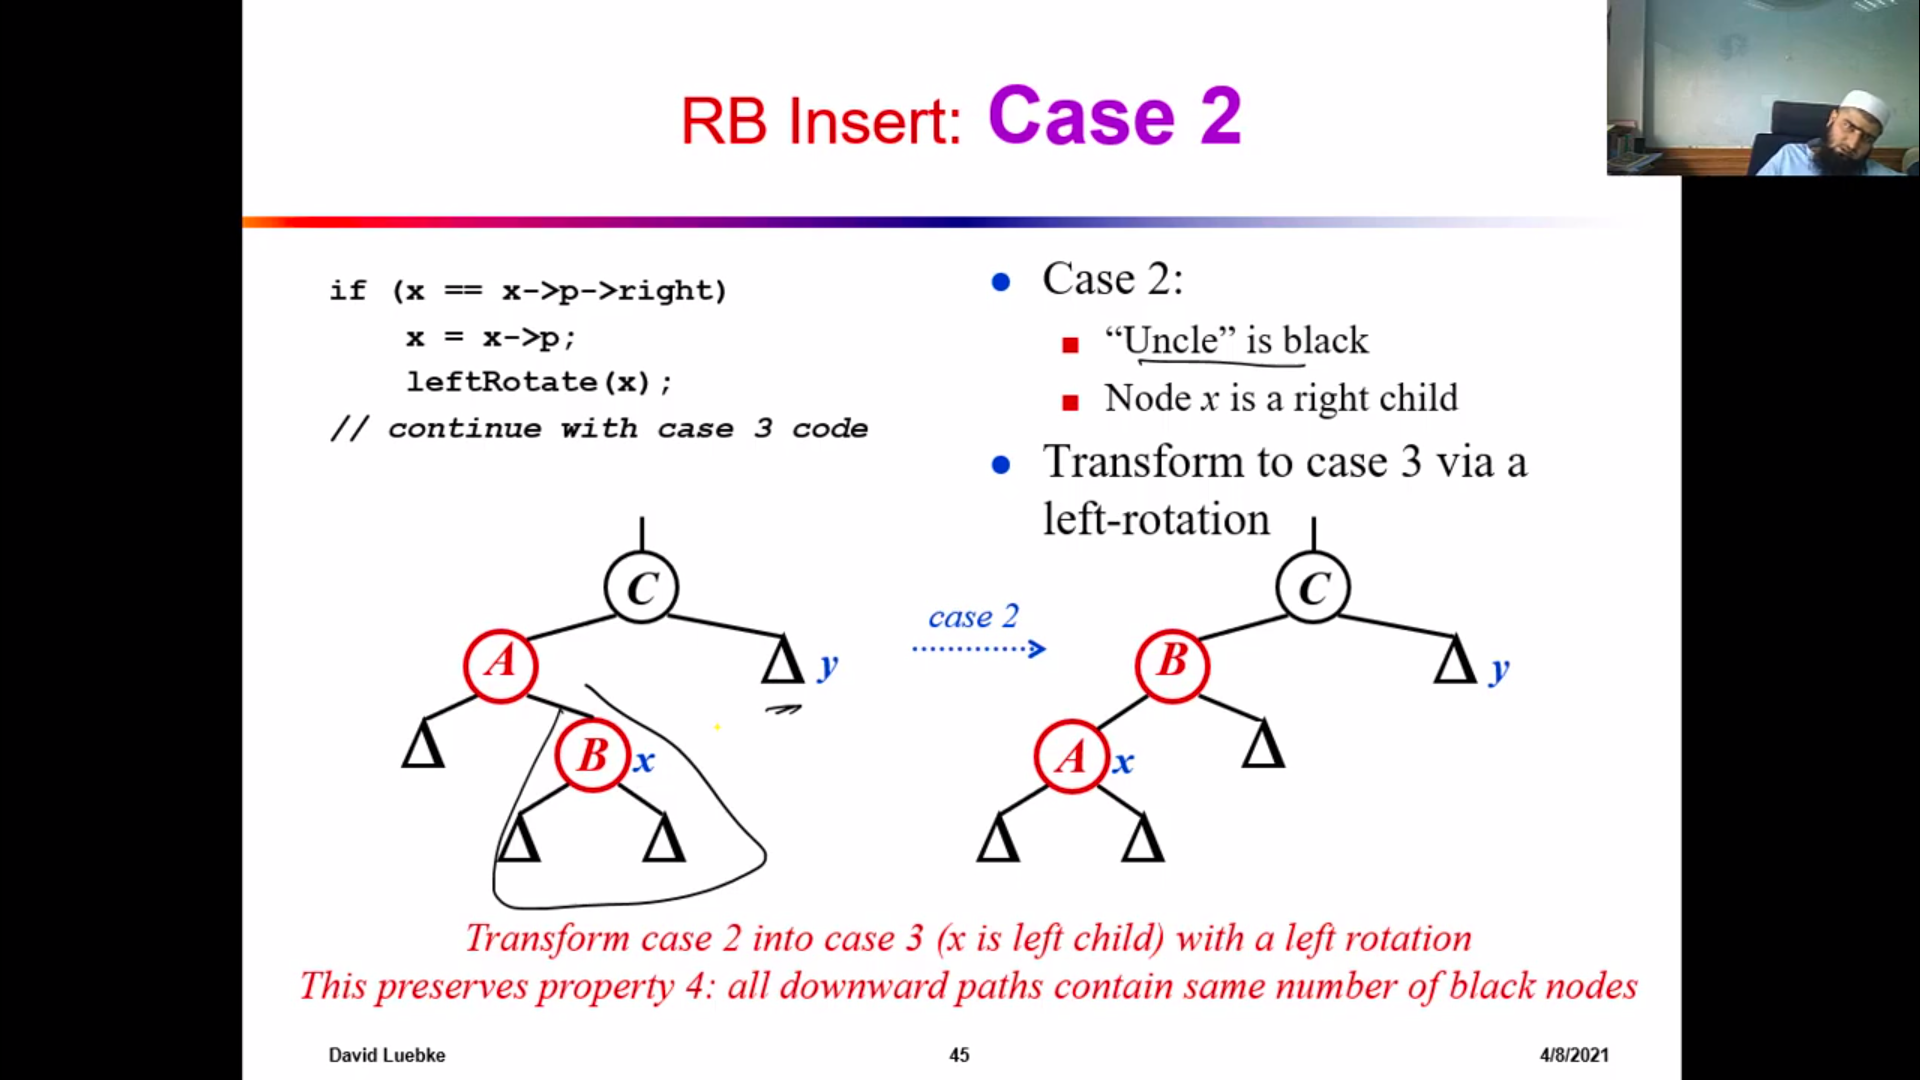 RB Insert: Case 2
if (x == x->p->right)
x = x->p;
leftRotate(x);
// continue with case 3 code
● Case 2:
■ “Uncle” is black
■ Node x is a right child
● Transform to case 3 via a
left-rotation
C
A
Δ y
Δ
B x
Δ Δ
case 2
C
B
Δ y
A x
Δ
Δ Δ
Transform case 2 into case 3 (x is left child) with a left rotation
This preserves property 4: all downward paths contain same number of black nodes
David Luebke 45 4/8/2021